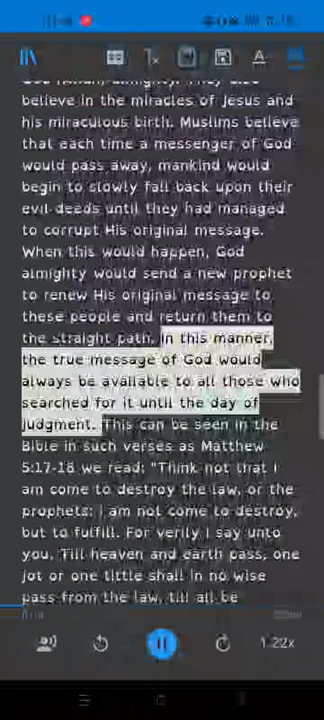 believe in the miracles of Jesus and
his miraculous birth. Muslims believe
that each time a messenger of God
would pass away, mankind would
begin to slowly fall back upon their
evil deeds until they had managed
to corrupt His original message.
When this would happen, God
almighty would send a new prophet
to renew His original message to
these people and return them to
the straight path. In this manner,
the true message of God would
always be available to all those who
searched for it until the day of
judgment. This can be seen in the
Bible in such verses as Matthew
5:17-18 we read: "Think not that I
am come to destroy the law, or the
prophets: I am not come to destroy,
but to fulfill. For verily I say unto
you, Till heaven and earth pass, one
jot or one tittle shall in no wise
pass from the law, till all be
1.22x